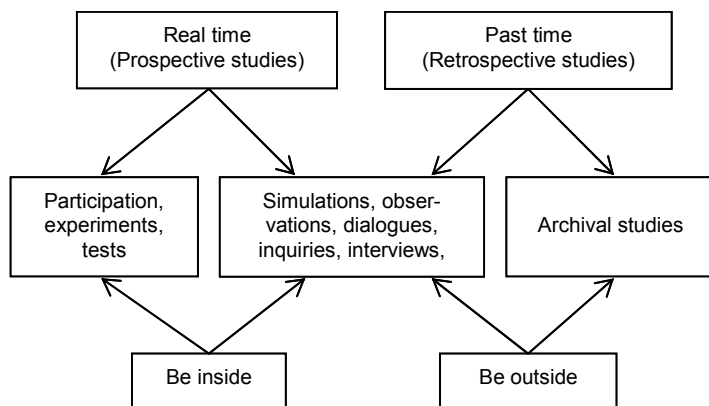 Real time
(Prospective studies)
Past time
(Retrospective studies)
Participation,
experiments,
tests
Simulations, obser-
vations, dialogues,
inquiries, interviews,
Archival studies
Be inside
Be outside